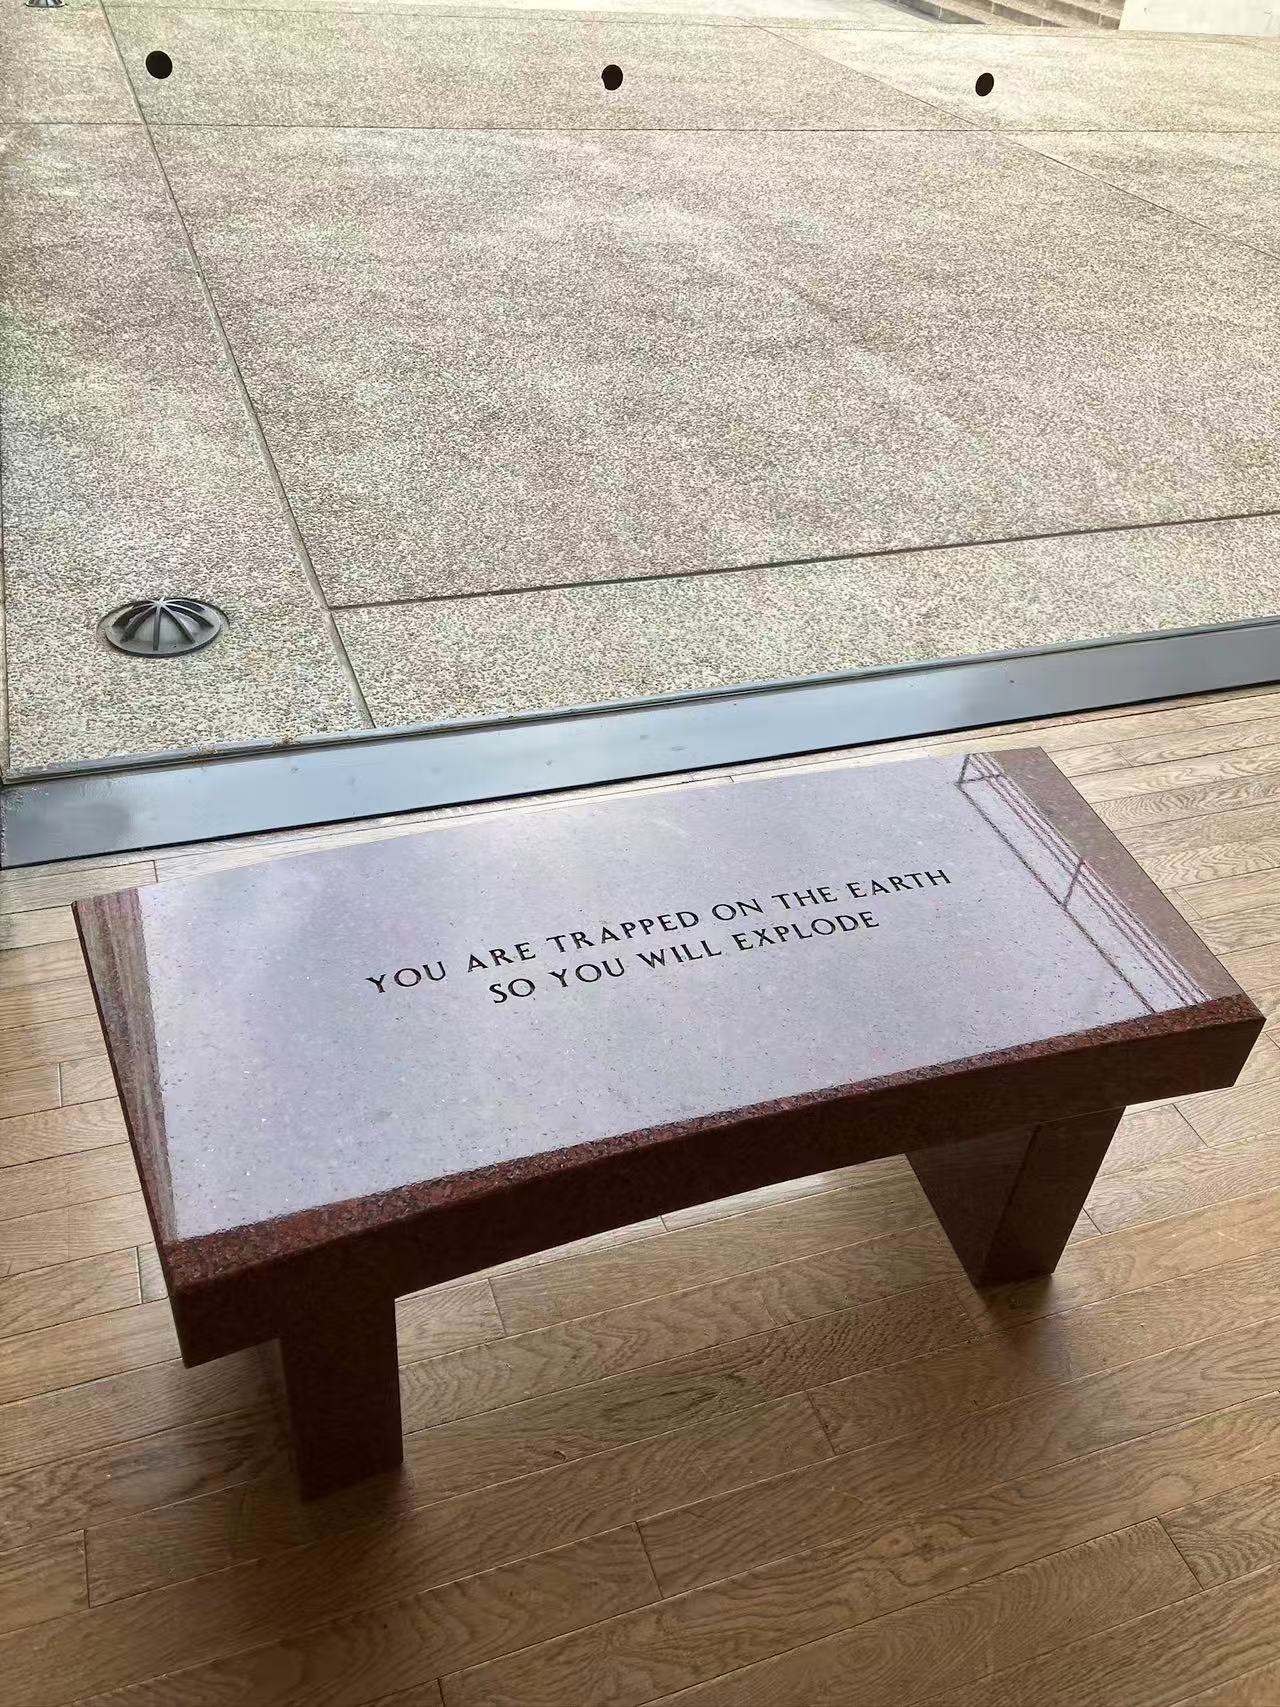 YOU ARE TRAPPED ON THE EARTH
SO YOU WILL EXPLODE